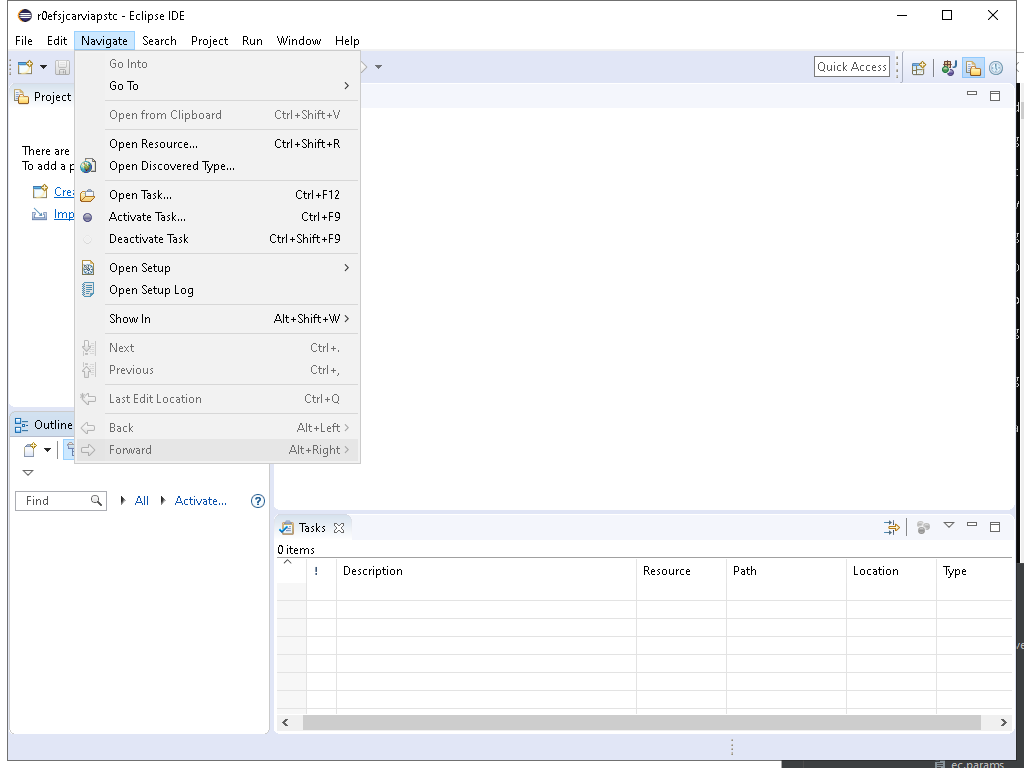 r0efsjcarviapstc - Eclipse IDE
File Edit Navigate Search Project Run Window Help
Quick Access
Project
There are
To add a p
Crea
Imp
Go Into
Go To
Open from Clipboard Ctrl+Shift+V
Open Resource... Ctrl+Shift+R
Open Discovered Type...
Open Task... Ctrl+F12
Activate Task... Ctrl+F9
Deactivate Task Ctrl+Shift+F9
Open Setup
Open Setup Log
Show In Alt+Shift+W
Next Ctrl+.
Previous Ctrl+,
Last Edit Location Ctrl+Q
Back Alt+Left
Forward Alt+Right
Outline
Find All Activate...
Tasks
0 items
! Description Resource Path Location Type
ec.params